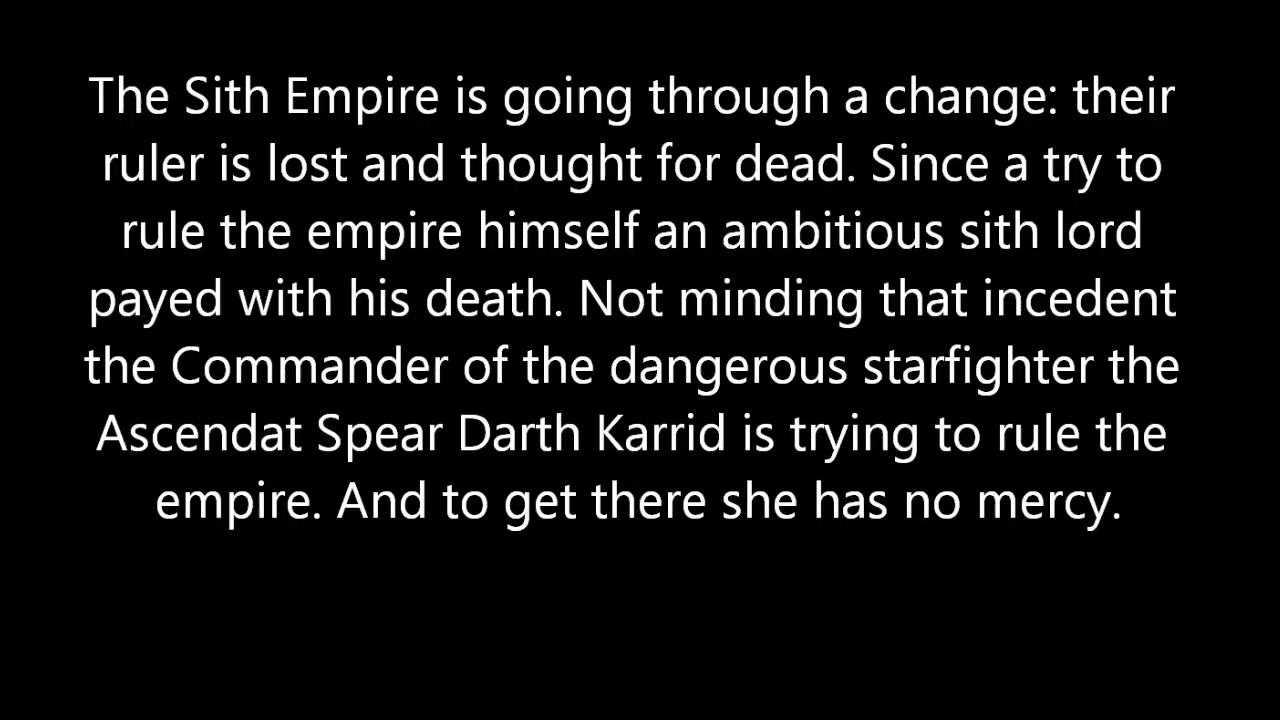 The Sith Empire is going through a change: their
ruler is lost and thought for dead. Since a try to
rule the empire himself an ambitious sith lord
payed with his death. Not minding that incedent
the Commander of the dangerous starfighter the
Ascendat Spear Darth Karrid is trying to rule the
empire. And to get there she has no mercy.